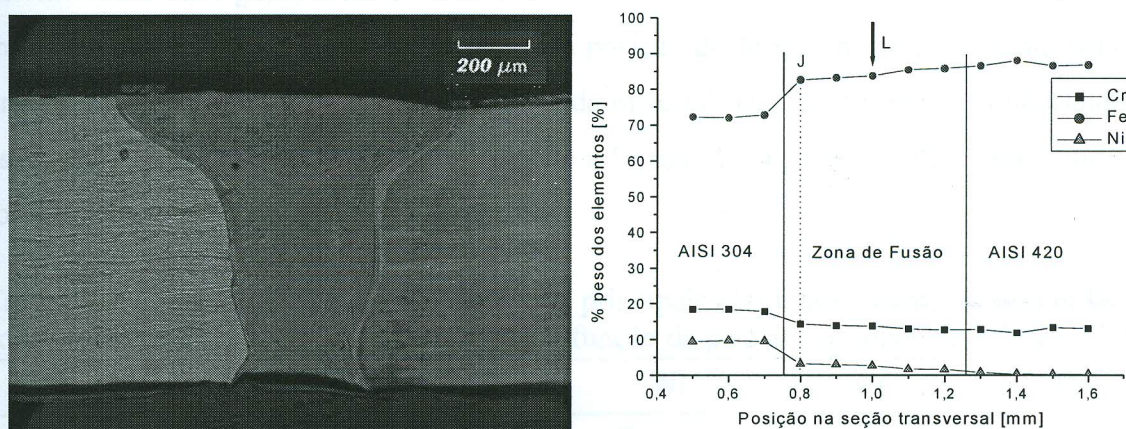 200 µm
% peso dos elementos [%]
100
90
80
70
60
50
40
30
20
10
0
J
L
Cr
Fe
Ni
AISI 304
Zona de Fusão
AISI 420
0,4
0,6
0,8
1,0
1,2
1,4
1,6
Posição na seção transversal [mm]